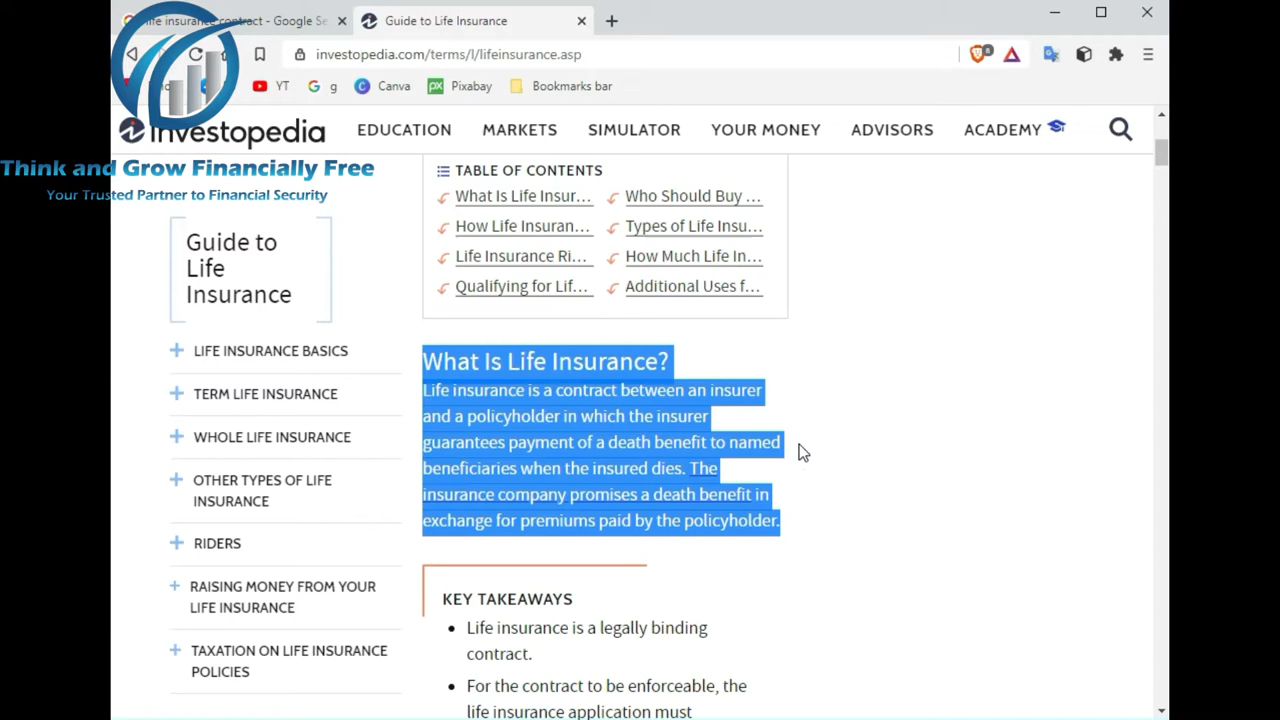 life insurance contract - Google Se
Guide to Life Insurance
investopedia.com/terms/l/lifeinsurance.asp
8
YT
G g
Canva
px Pixabay
Bookmarks bar
Investopedia
EDUCATION
MARKETS
SIMULATOR
YOUR MONEY
ADVISORS
ACADEMY
Think and Grow Financially Free
Your Trusted Partner to Financial Security
TABLE OF CONTENTS
What Is Life Insur…
Who Should Buy …
How Life Insuran…
Types of Life Insu…
Life Insurance Ri…
How Much Life In…
Qualifying for Lif…
Additional Uses f…
Guide to
Life
Insurance
LIFE INSURANCE BASICS
TERM LIFE INSURANCE
WHOLE LIFE INSURANCE
OTHER TYPES OF LIFE
INSURANCE
RIDERS
RAISING MONEY FROM YOUR
LIFE INSURANCE
TAXATION ON LIFE INSURANCE
POLICIES
What Is Life Insurance?
Life insurance is a contract between an insurer
and a policyholder in which the insurer
guarantees payment of a death benefit to named
beneficiaries when the insured dies. The
insurance company promises a death benefit in
exchange for premiums paid by the policyholder.
KEY TAKEAWAYS
• Life insurance is a legally binding
contract.
• For the contract to be enforceable, the
life insurance application must